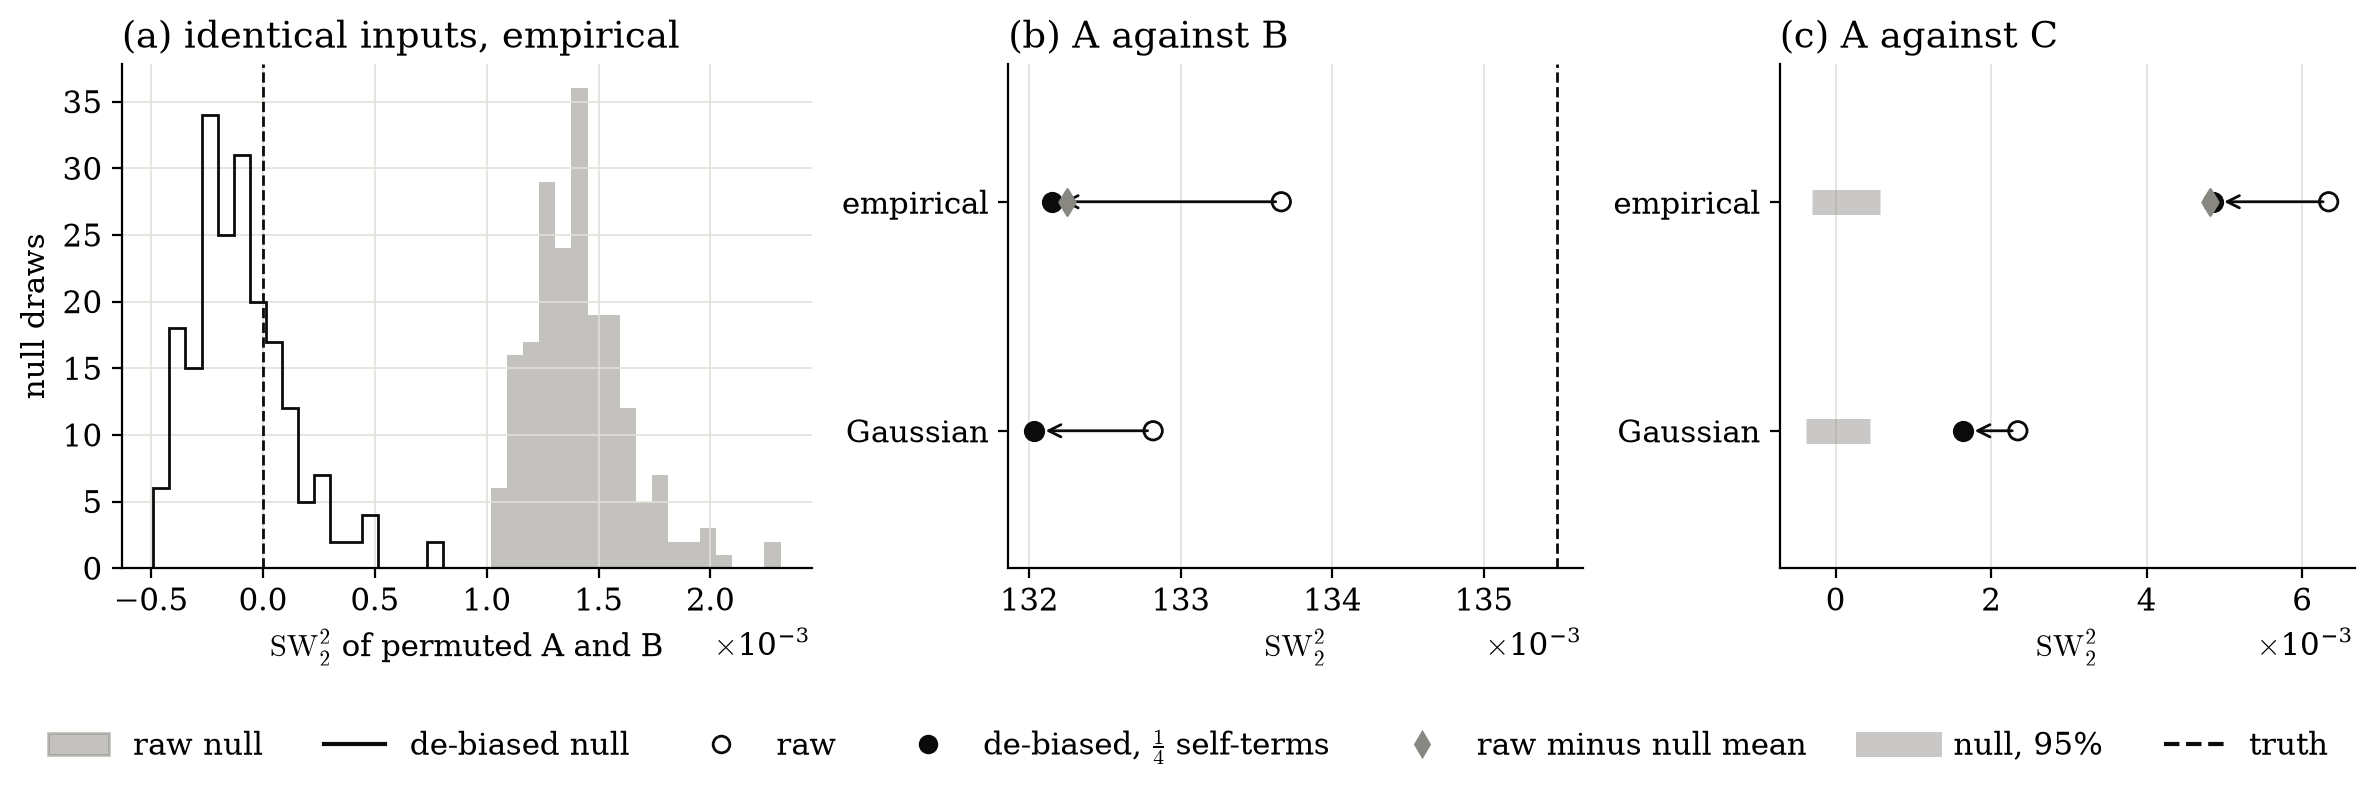 (a) identical inputs, empirical
35
30
25
20
15
10
5
0
null draws
−0.5 0.0 0.5 1.0 1.5 2.0
SW₂² of permuted A and B ×10⁻³
(b) A against B
empirical
Gaussian
132 133 134 135
SW₂² ×10⁻³
(c) A against C
empirical
Gaussian
0 2 4 6
SW₂² ×10⁻³
raw null de-biased null raw de-biased, ¼ self-terms raw minus null mean null, 95% truth